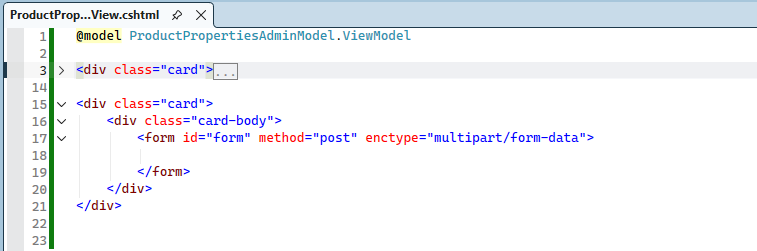 ProductProp...View.cshtml
1 @model ProductPropertiesAdminModel.ViewModel
2
3 <div class="card">...
14
15 <div class="card">
16 <div class="card-body">
17 <form id="form" method="post" enctype="multipart/form-data">
18
19 </form>
20 </div>
21 </div>
22
23